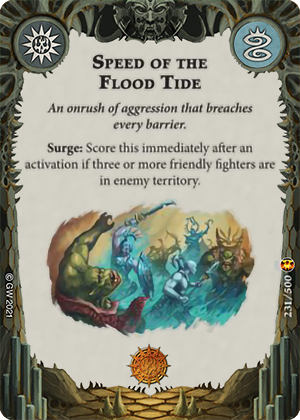 SPEED OF THE
FLOOD TIDE
An onrush of aggression that breaches
every barrier.
Surge: Score this immediately after an
activation if three or more friendly fighters are
in enemy territory.
© GW 2021
231/500